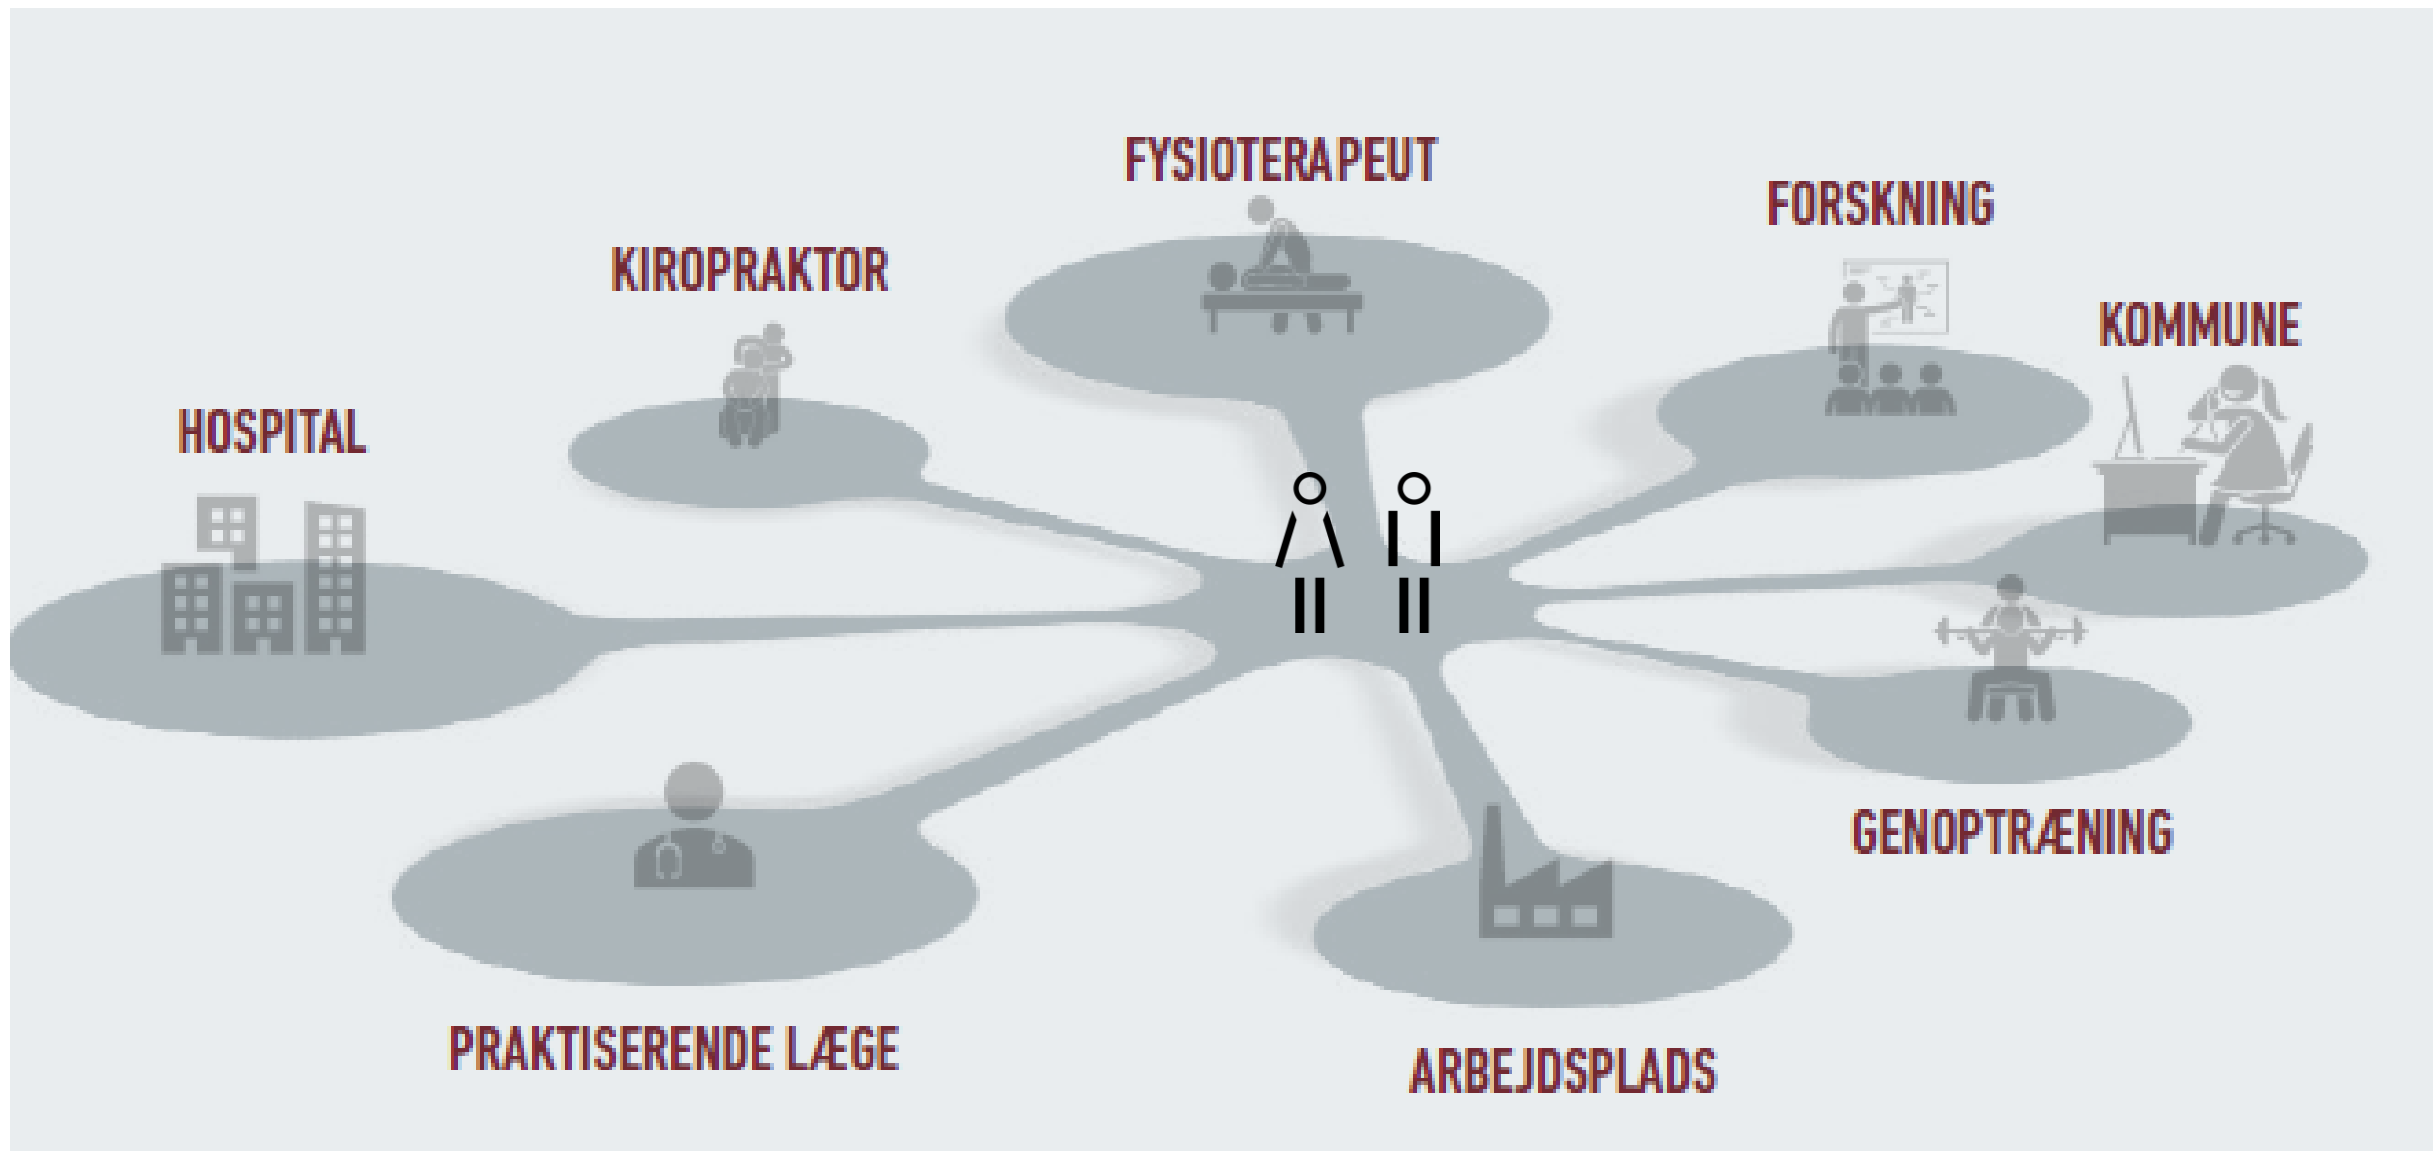 FYSIOTERAPEUT
FORSKNING
KIROPRAKTOR
KOMMUNE
HOSPITAL
GENOPTRÆNING
PRAKTISERENDE LÆGE
ARBEJDSPLADS